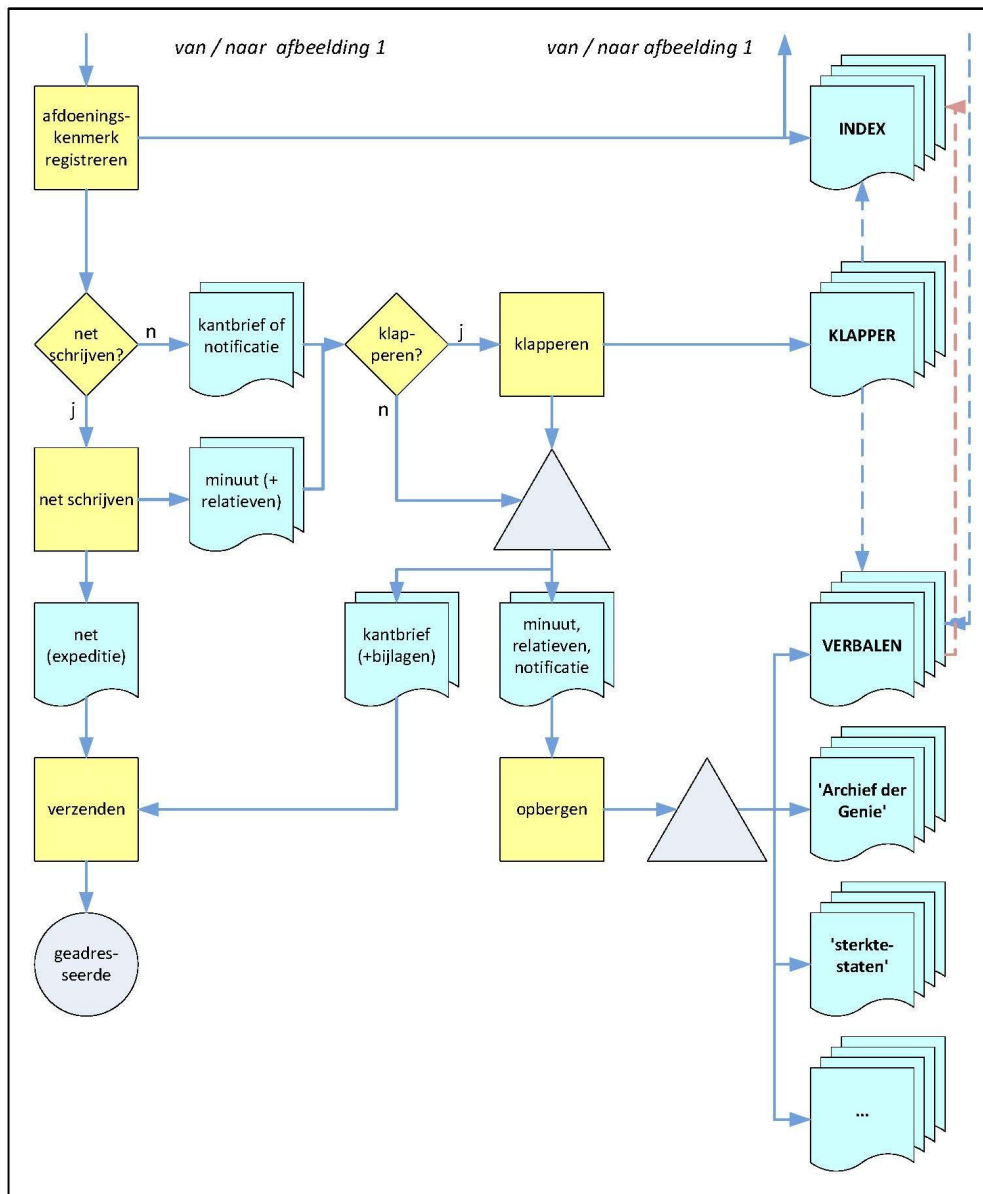 van / naar afbeelding 1
van / naar afbeelding 1
afdoenings-
kenmerk
registreren
INDEX
net
schrijven?
n
j
kantbrief of
notificatie
klap-
peren?
j
n
klapperen
KLAPPER
net schrijven
minuut (+
relatieven)
net
(expeditie)
kantbrief
(+bijlagen)
minuut,
relatieven,
notificatie
VERBALEN
verzenden
opbergen
'Archief der
Genie'
geadres-
seerde
'sterkte-
staten'
...